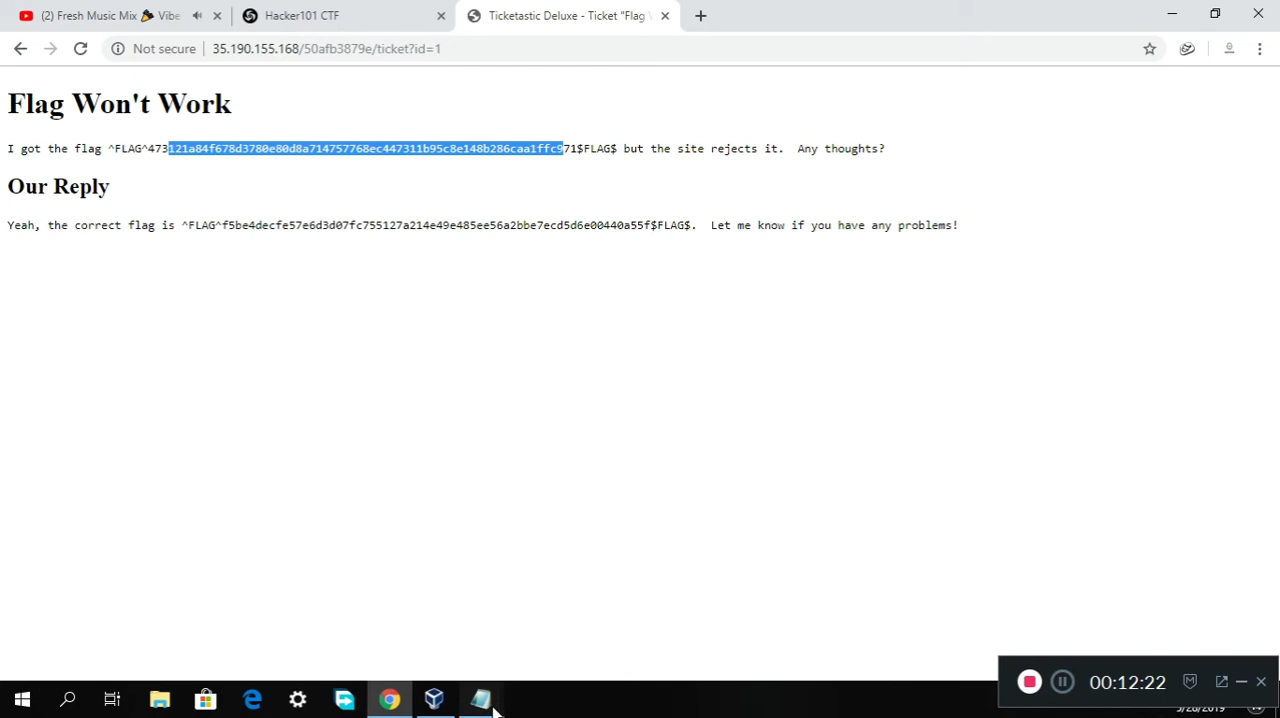 (2) Fresh Music Mix 🎉 Vibe
Hacker101 CTF
Ticketastic Deluxe - Ticket "Flag
Not secure | 35.190.155.168/50afb3879e/ticket?id=1
Flag Won't Work
I got the flag ^FLAG^473121a84f678d3780e80d8a714757768ec447311b95c8e148b286caa1ffc971$FLAG$ but the site rejects it. Any thoughts?
Our Reply
Yeah, the correct flag is ^FLAG^f5be4decfe57e6d3d07fc755127a214e49e485ee56a2bbe7ecd5d6e00440a55f$FLAG$. Let me know if you have any problems!
00:12:22